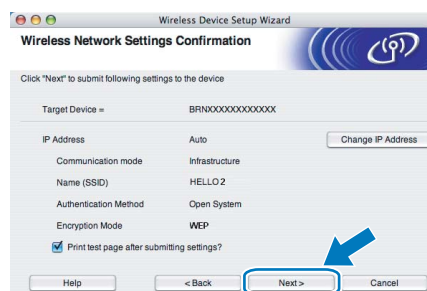 Wireless Device Setup Wizard
Wireless Network Settings Confirmation
Click "Next" to submit following settings to the device
Target Device = BRNXXXXXXXXXXXX
IP Address Auto Change IP Address
Communication mode Infrastructure
Name (SSID) HELLO2
Authentication Method Open System
Encryption Mode WEP
Print test page after submitting settings?
Help < Back Next > Cancel